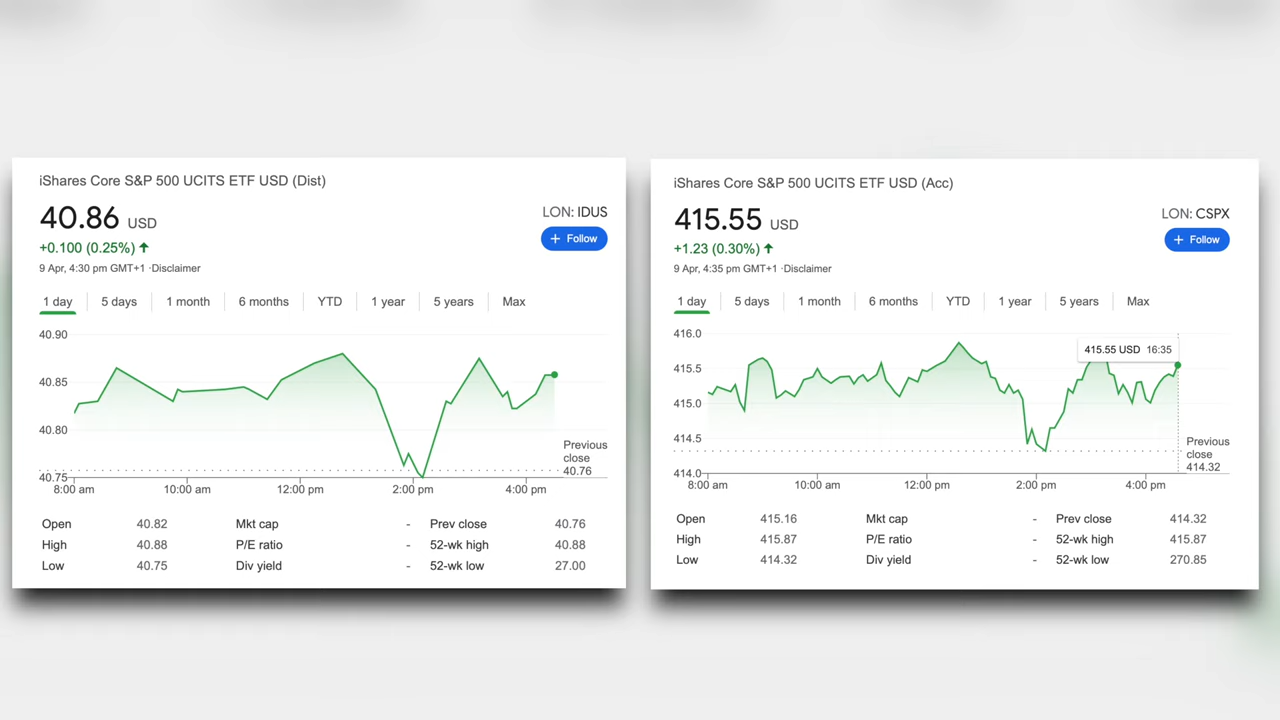 iShares Core S&P 500 UCITS ETF USD (Dist)
40.86 USD
LON: IDUS
+0.100 (0.25%) ↑
+ Follow
9 Apr, 4:30 pm GMT+1 ·Disclaimer
1 day 5 days 1 month 6 months YTD 1 year 5 years Max
40.90
40.85
40.80
40.75
Previous
close
40.76
8:00 am 10:00 am 12:00 pm 2:00 pm 4:00 pm
Open 40.82 Mkt cap - Prev close 40.76
High 40.88 P/E ratio - 52-wk high 40.88
Low 40.75 Div yield - 52-wk low 27.00
iShares Core S&P 500 UCITS ETF USD (Acc)
415.55 USD
LON: CSPX
+1.23 (0.30%) ↑
+ Follow
9 Apr, 4:35 pm GMT+1 ·Disclaimer
1 day 5 days 1 month 6 months YTD 1 year 5 years Max
416.0
415.55 USD 16:35
415.5
415.0
414.5
414.0
Previous
close
414.32
8:00 am 10:00 am 12:00 pm 2:00 pm 4:00 pm
Open 415.16 Mkt cap - Prev close 414.32
High 415.87 P/E ratio - 52-wk high 415.87
Low 414.32 Div yield - 52-wk low 270.85